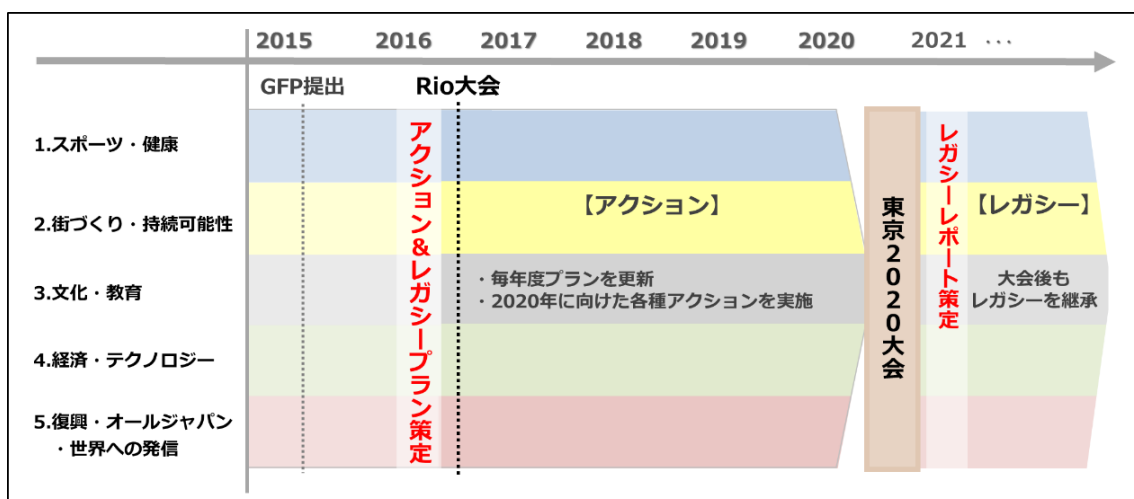 2015 2016 2017 2018 2019 2020 2021 ...
GFP提出
Rio大会
1.スポーツ・健康
2.街づくり・持続可能性
3.文化・教育
4.経済・テクノロジー
5.復興・オールジャパン
・世界への発信
アクション&レガシープラン策定
【アクション】
・毎年度プランを更新
・2020年に向けた各種アクションを実施
東京2020大会
レガシーレポート策定
【レガシー】
大会後も
レガシーを継承